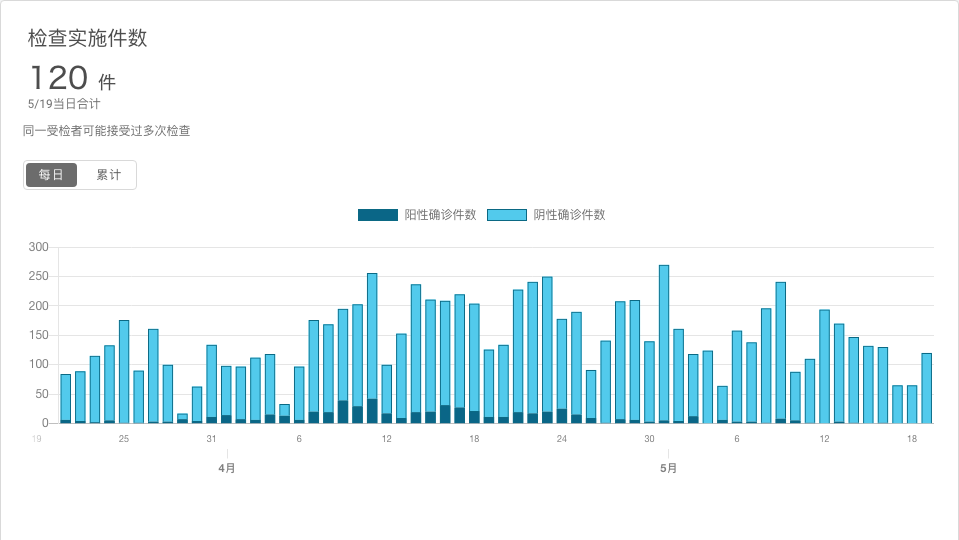 检查实施件数
120 件
5/19当日合计
同一受检者可能接受过多次检查
每日 累计
阳性确诊件数 阴性确诊件数
300
250
200
150
100
50
0
19 25 31 6 12 18 24 30 6 12 18
4月 5月